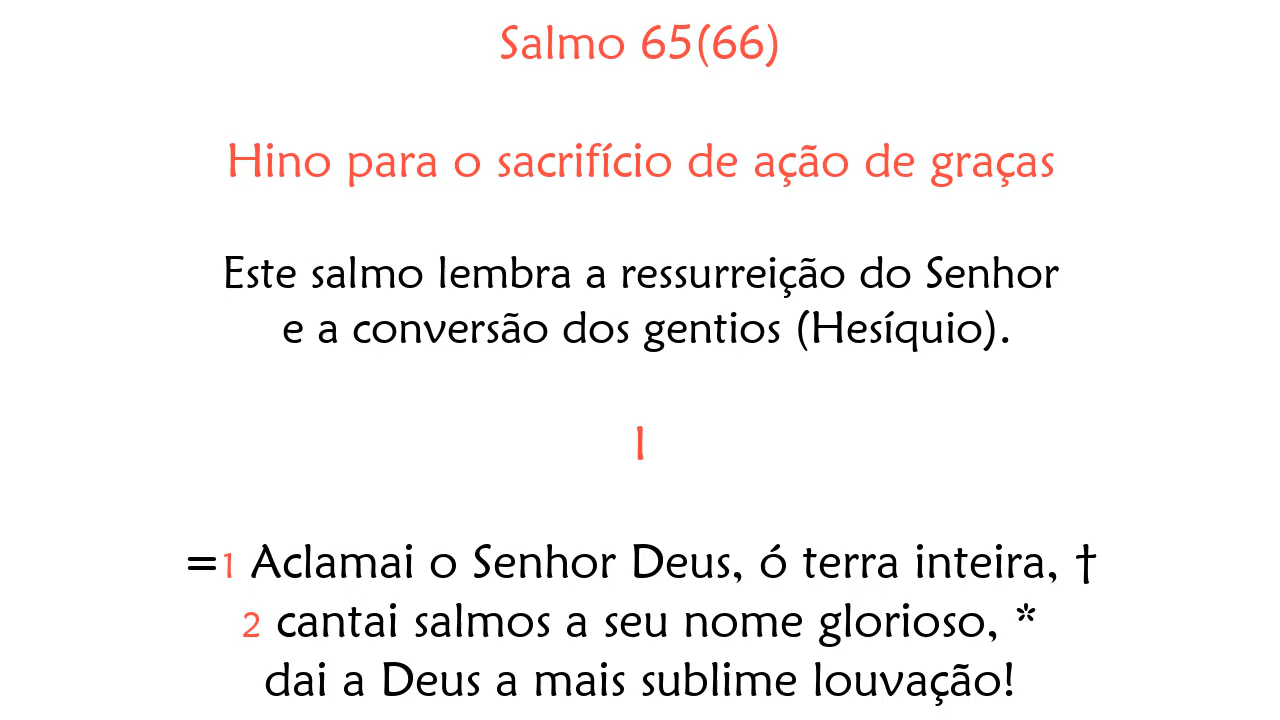 Salmo 65(66)
Hino para o sacrifício de ação de graças
Este salmo lembra a ressurreição do Senhor
e a conversão dos gentios (Hesíquio).
I
=1 Aclamai o Senhor Deus, ó terra inteira, †
2 cantai salmos a seu nome glorioso, *
dai a Deus a mais sublime louvação!